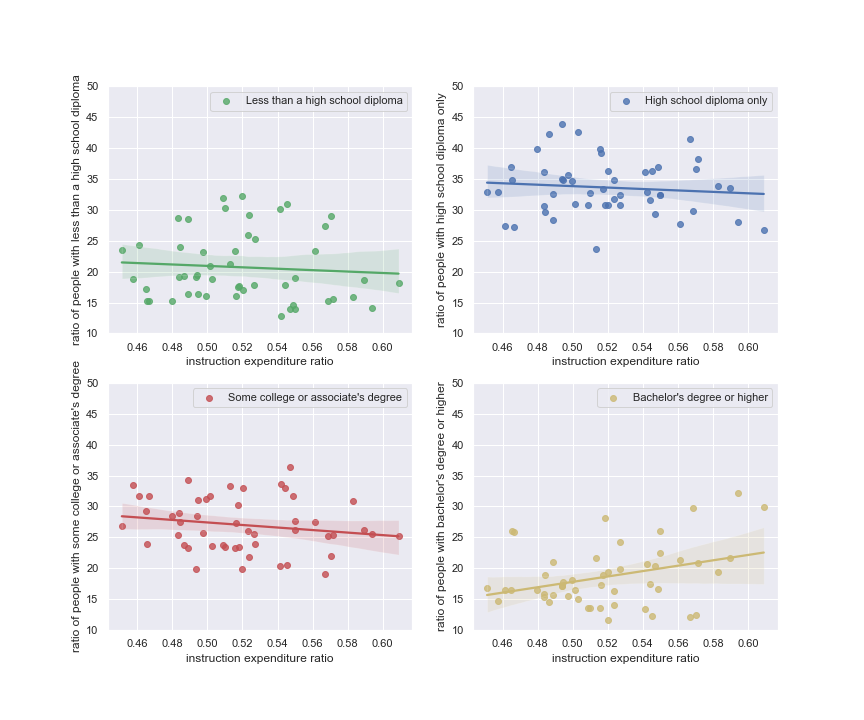 ratio of people with less than a high school diploma
50
45
40
35
30
25
20
15
10
Less than a high school diploma
0.46 0.48 0.50 0.52 0.54 0.56 0.58 0.60
instruction expenditure ratio
ratio of people with high school diploma only
50
45
40
35
30
25
20
15
10
High school diploma only
0.46 0.48 0.50 0.52 0.54 0.56 0.58 0.60
instruction expenditure ratio
ratio of people with some college or associate's degree
50
45
40
35
30
25
20
15
10
Some college or associate's degree
0.46 0.48 0.50 0.52 0.54 0.56 0.58 0.60
instruction expenditure ratio
ratio of people with bachelor's degree or higher
50
45
40
35
30
25
20
15
10
Bachelor's degree or higher
0.46 0.48 0.50 0.52 0.54 0.56 0.58 0.60
instruction expenditure ratio